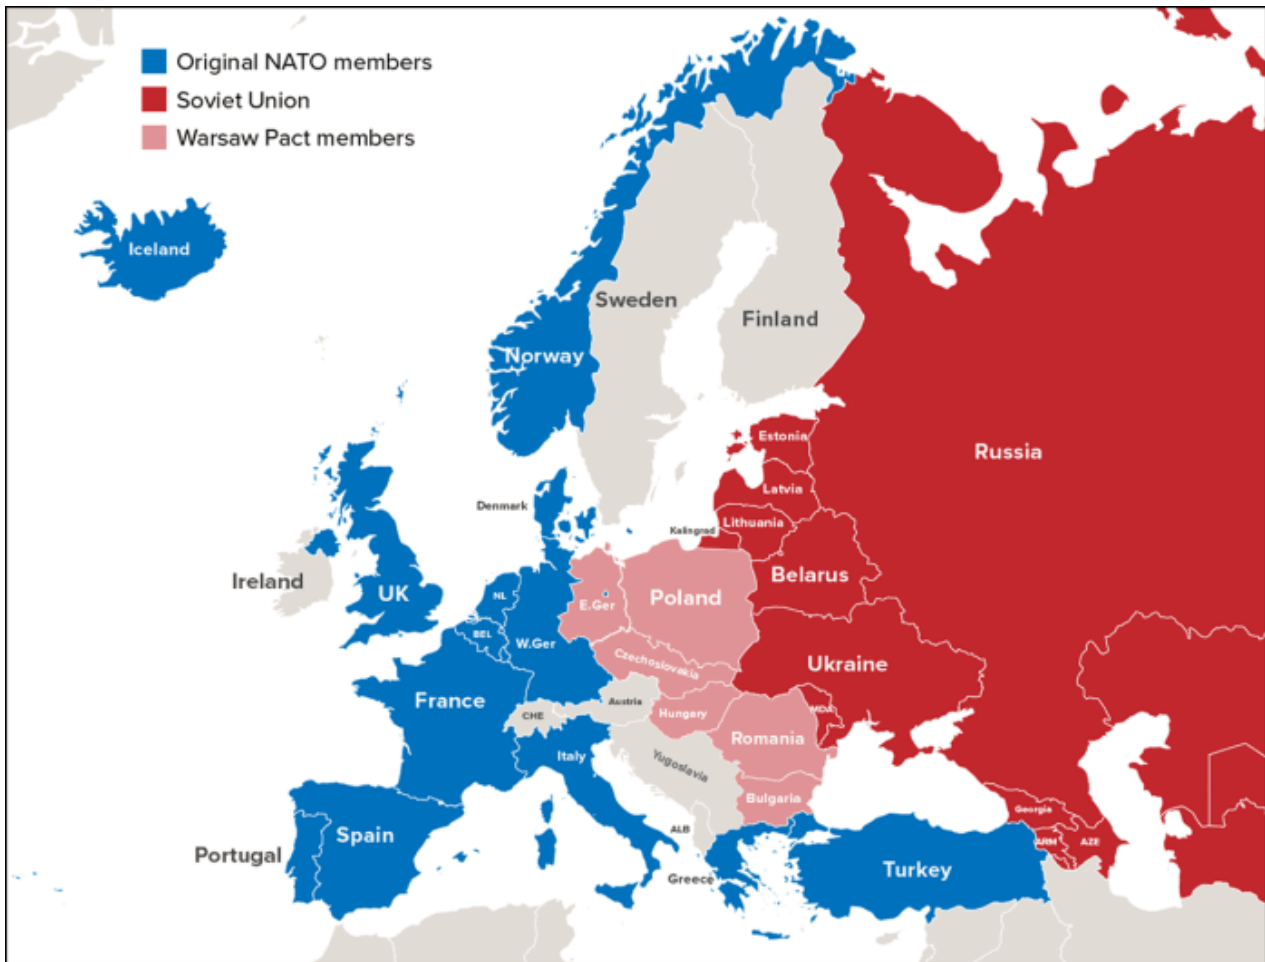 Original NATO members
Soviet Union
Warsaw Pact members
Iceland
Sweden
Finland
Norway
Estonia
Russia
Latvia
Denmark
Lithuania
Kalingrad
Belarus
Ireland
UK
NL
E.Ger
Poland
BEL
W.Ger
Czechoslovakia
Ukraine
France
Austria
CHE
Hungary
MDA
Romania
Italy
Yugoslavia
Bulgaria
Georgia
Spain
ALB
ARM
AZE
Portugal
Greece
Turkey